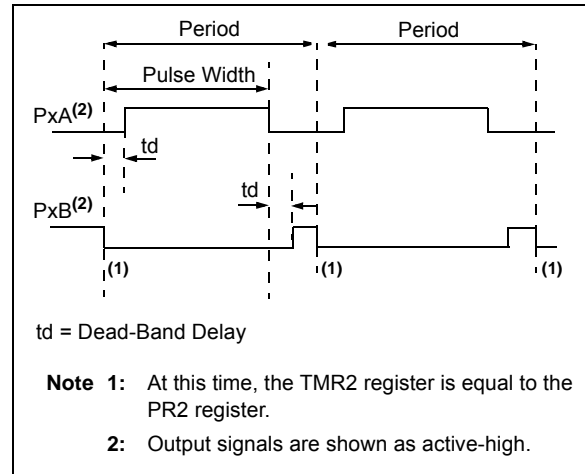 Period Period
Pulse Width
PxA(2)
td
td
PxB(2)
(1) (1) (1)
td = Dead-Band Delay
Note 1: At this time, the TMR2 register is equal to the
PR2 register.
2: Output signals are shown as active-high.